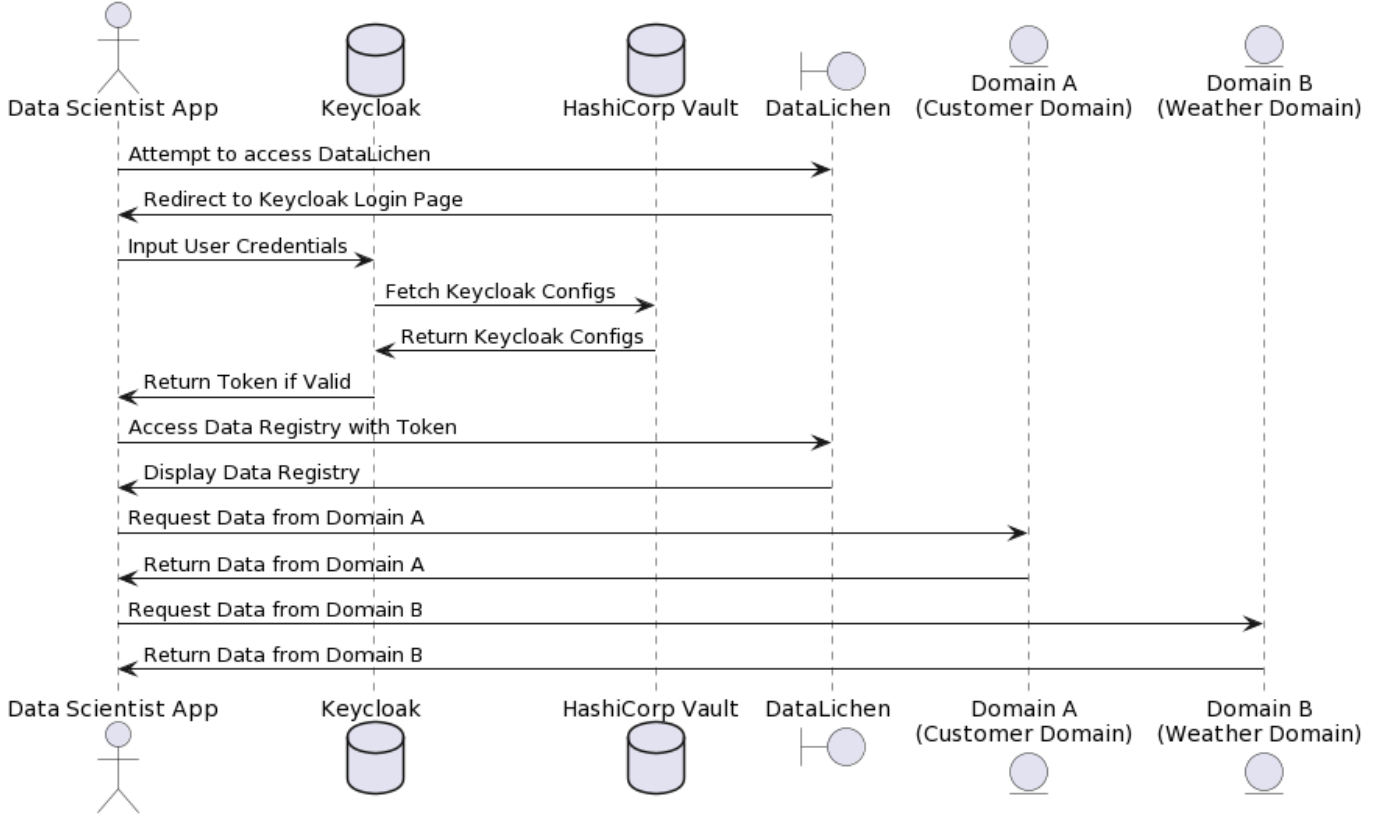 Data Scientist App
Keycloak
HashiCorp Vault
DataLichen
Domain A
(Customer Domain)
Domain B
(Weather Domain)
Attempt to access DataLichen
Redirect to Keycloak Login Page
Input User Credentials
Fetch Keycloak Configs
Return Keycloak Configs
Return Token if Valid
Access Data Registry with Token
Display Data Registry
Request Data from Domain A
Return Data from Domain A
Request Data from Domain B
Return Data from Domain B
Data Scientist App
Keycloak
HashiCorp Vault
DataLichen
Domain A
(Customer Domain)
Domain B
(Weather Domain)